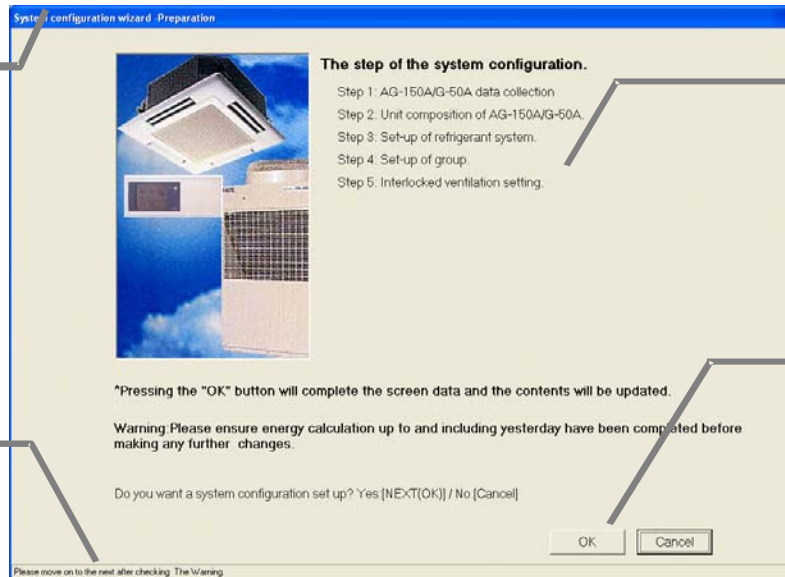 System configuration wizard -Preparation
The step of the system configuration.
Step 1: AG-150A/G-50A data collection
Step 2: Unit composition of AG-150A/G-50A.
Step 3: Set-up of refrigerant system.
Step 4: Set-up of group.
Step 5: Interlocked ventilation setting.
*Pressing the "OK" button will complete the screen data and the contents will be updated.
Warning:Please ensure energy calculation up to and including yesterday have been completed before
making any further changes.
Do you want a system configuration set up? Yes:[NEXT(OK)] / No:[Cancel]
OK
Cancel
Please move on to the next after checking The Warning.